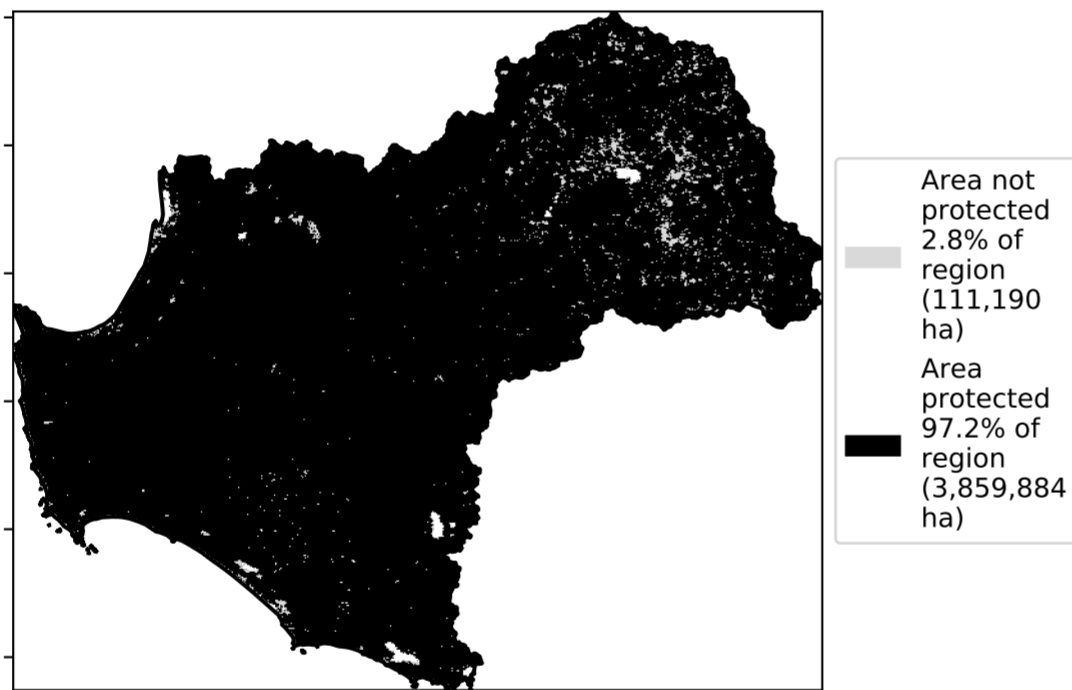 Area not
protected
2.8% of
region
(111,190
ha)
Area
protected
97.2% of
region
(3,859,884
ha)